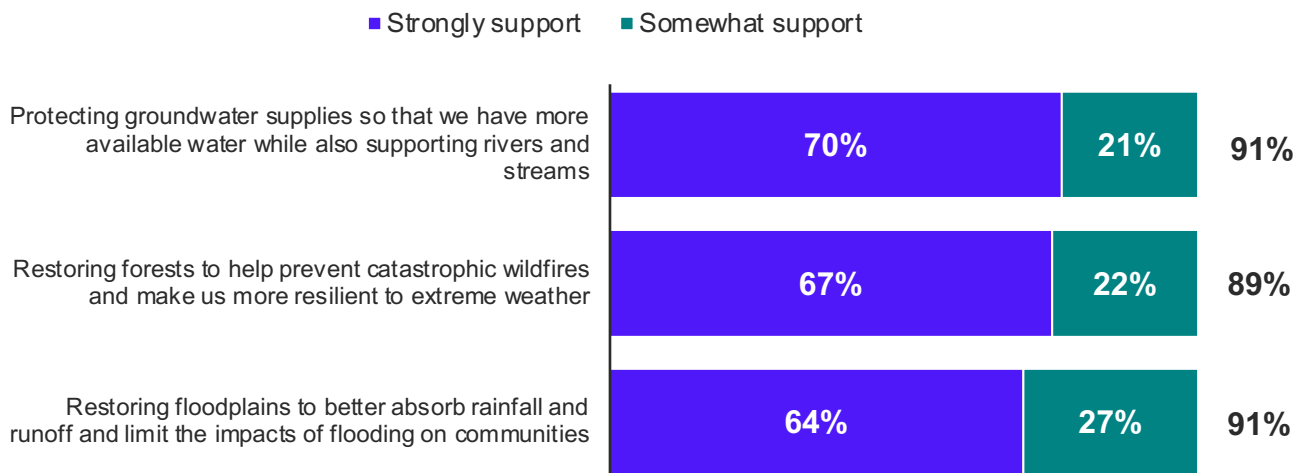 Strongly support Somewhat support
Protecting groundwater supplies so that we have more
available water while also supporting rivers and
streams
70% 21% 91%
Restoring forests to help prevent catastrophic wildfires
and make us more resilient to extreme weather
67% 22% 89%
Restoring floodplains to better absorb rainfall and
runoff and limit the impacts of flooding on communities
64% 27% 91%